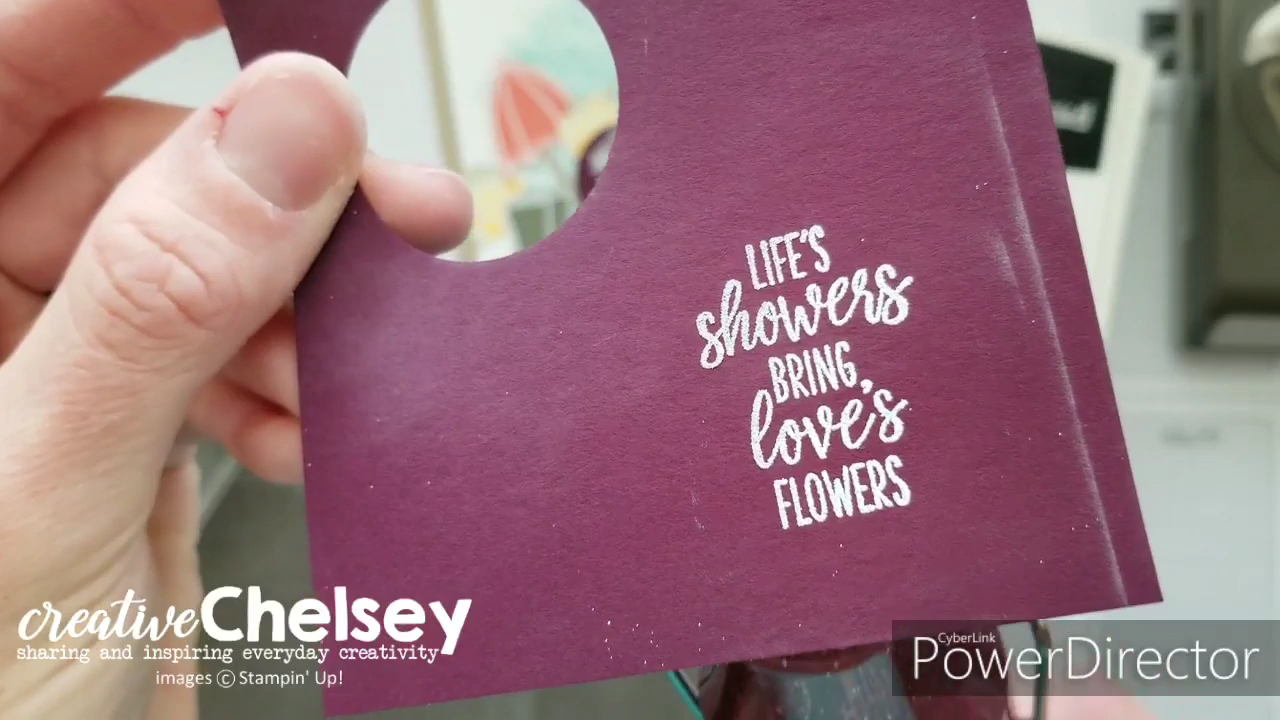 LIFE'S
showers
BRING,
love's
FLOWERS
creativeChelsey
sharing and inspiring everyday creativity
images © Stampin' Up!
CyberLink
PowerDirector